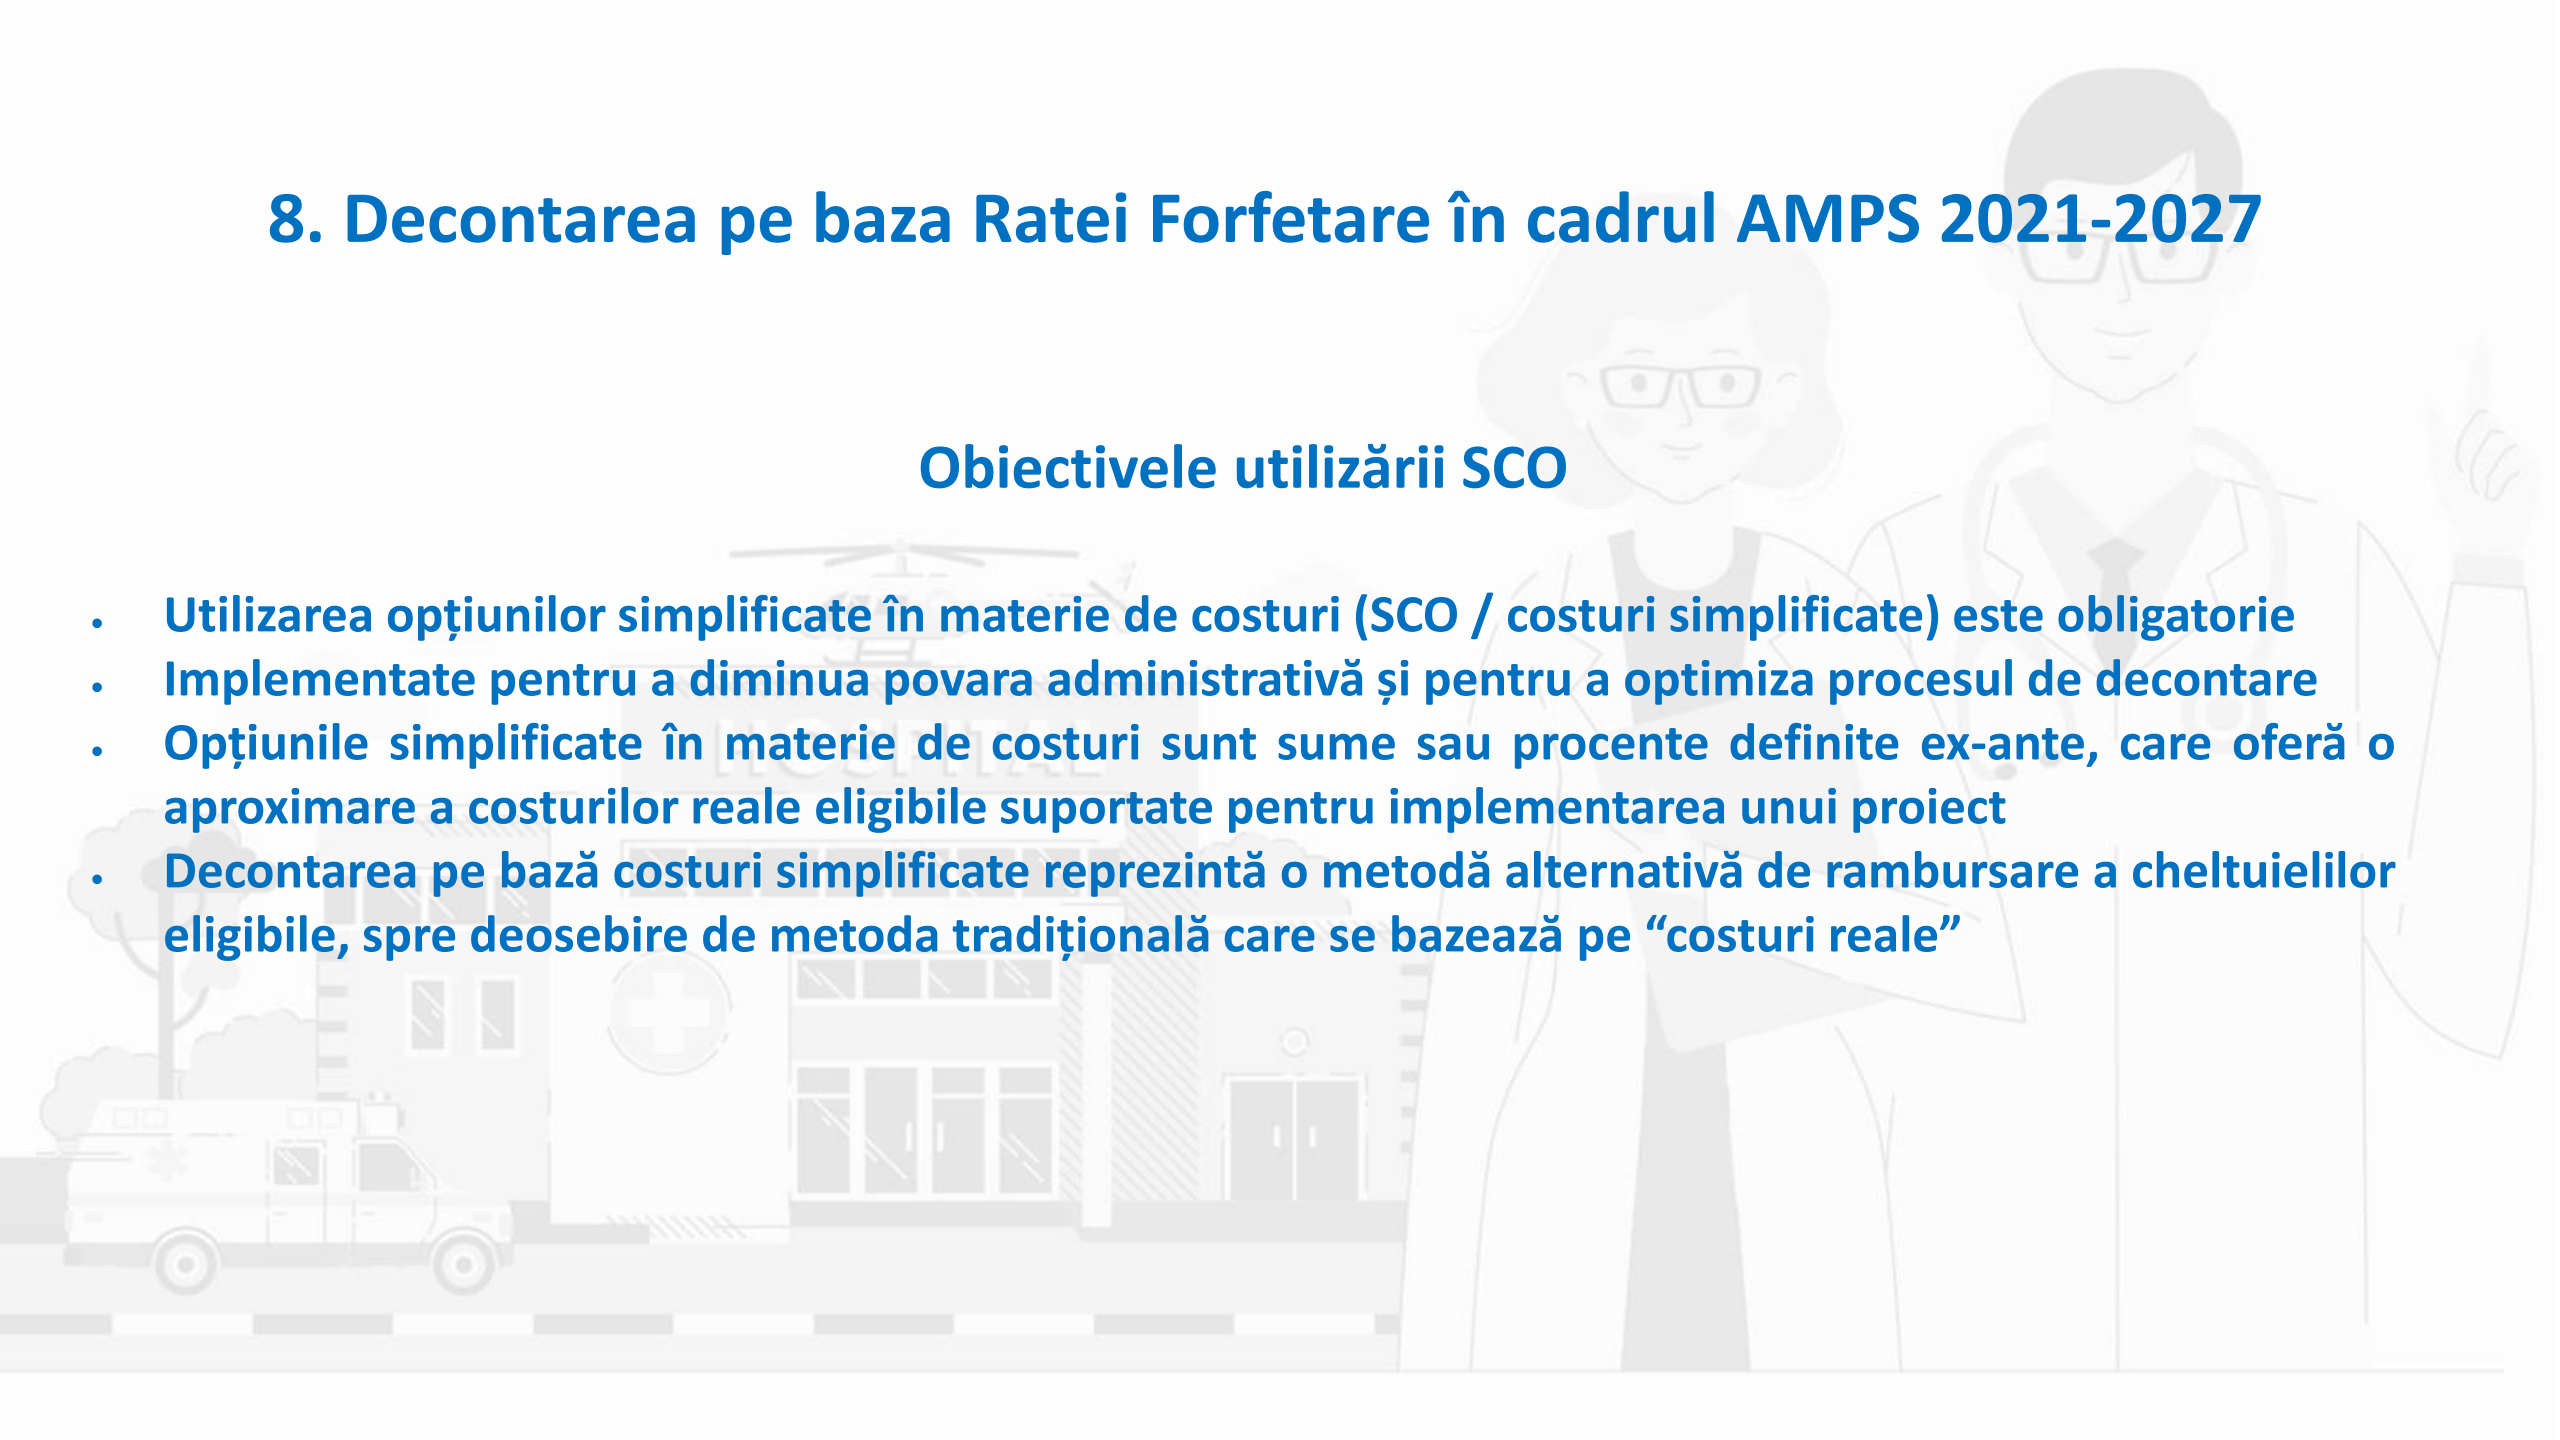 8. Decontarea pe baza Ratei Forfetare în cadrul AMPS 2021-2027
Obiectivele utilizării SCO
• Utilizarea opțiunilor simplificate în materie de costuri (SCO / costuri simplificate) este obligatorie
• Implementate pentru a diminua povara administrativă și pentru a optimiza procesul de decontare
• Opțiunile simplificate în materie de costuri sunt sume sau procente definite ex-ante, care oferă o
aproximare a costurilor reale eligibile suportate pentru implementarea unui proiect
• Decontarea pe bază costuri simplificate reprezintă o metodă alternativă de rambursare a cheltuielilor
eligibile, spre deosebire de metoda tradițională care se bazează pe “costuri reale”
HOSPITAL